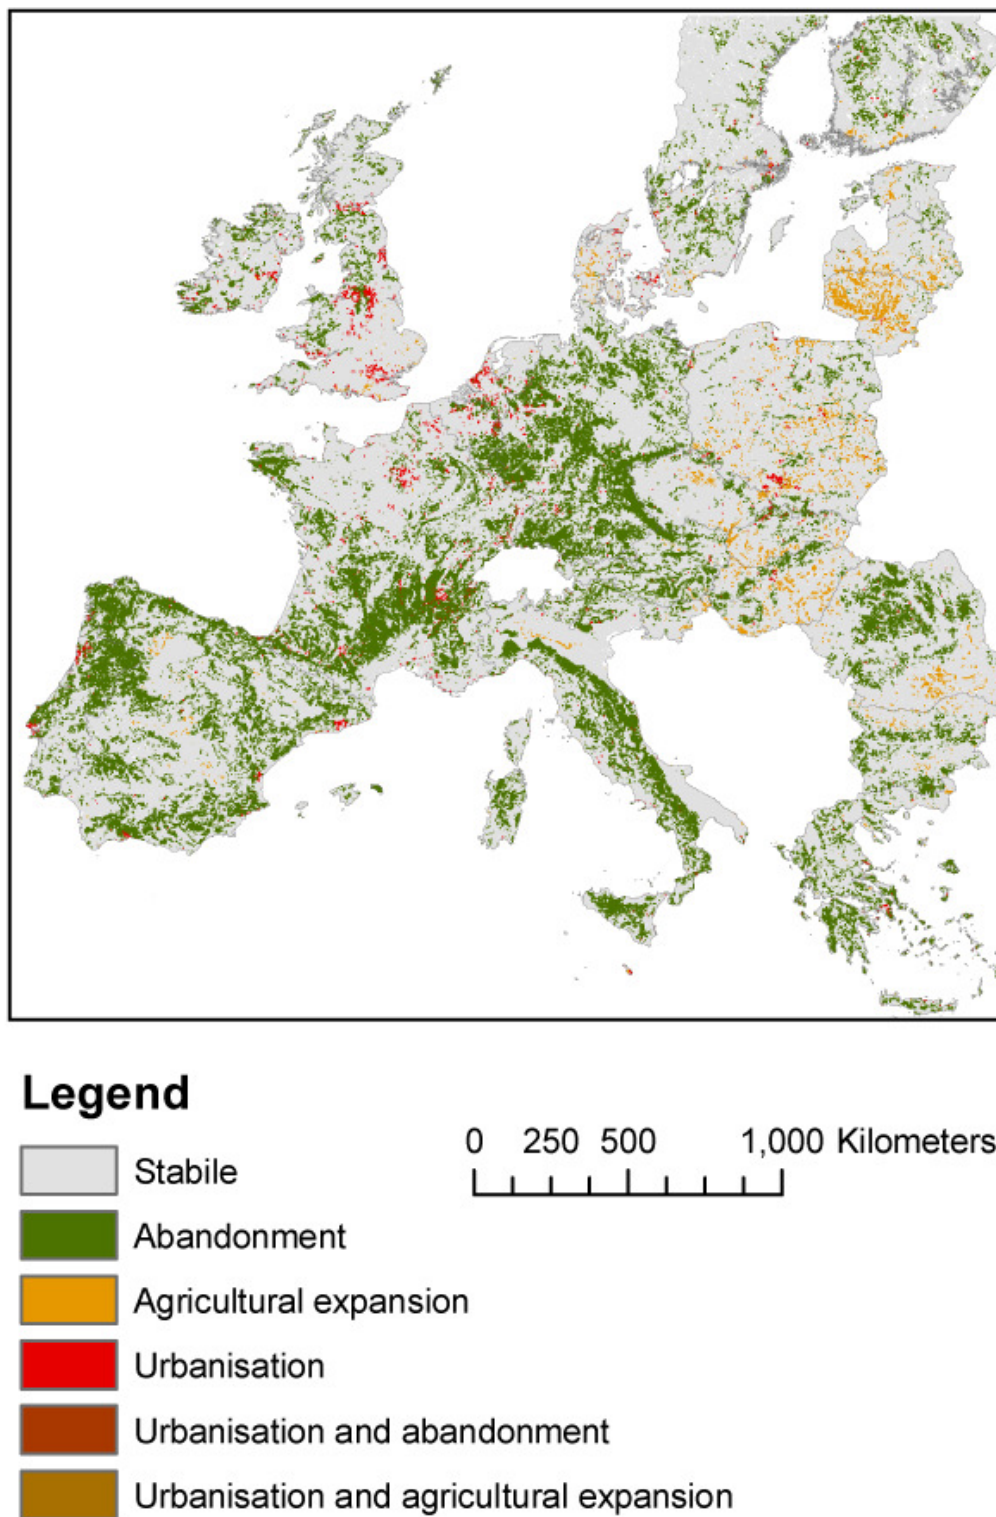 Legend
0 250 500 1,000 Kilometers
Stabile
Abandonment
Agricultural expansion
Urbanisation
Urbanisation and abandonment
Urbanisation and agricultural expansion